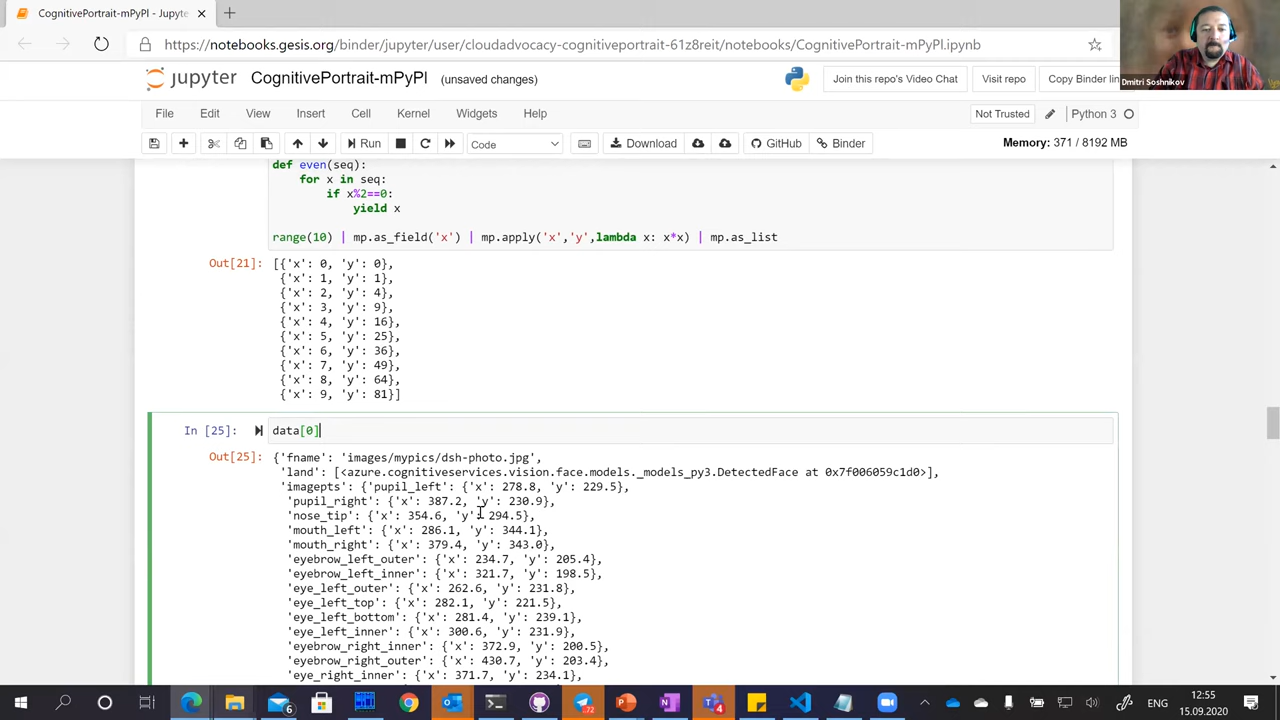 CognitivePortrait-mPyPl - Jupyte
https://notebooks.gesis.org/binder/jupyter/user/cloudadvocacy-cognitiveportrait-61z8reit/notebooks/CognitivePortrait-mPyPl.ipynb
Dmitri Soshnikov
jupyter CognitivePortrait-mPyPl (unsaved changes)
Join this repo's Video Chat Visit repo Copy Binder lin
File Edit View Insert Cell Kernel Widgets Help
Not Trusted Python 3
Run Code Download GitHub Binder Memory: 371 / 8192 MB
def even(seq):
for x in seq:
if x%2==0:
yield x
range(10) | mp.as_field('x') | mp.apply('x','y',lambda x: x*x) | mp.as_list
Out[21]: [{'x': 0, 'y': 0},
{'x': 1, 'y': 1},
{'x': 2, 'y': 4},
{'x': 3, 'y': 9},
{'x': 4, 'y': 16},
{'x': 5, 'y': 25},
{'x': 6, 'y': 36},
{'x': 7, 'y': 49},
{'x': 8, 'y': 64},
{'x': 9, 'y': 81}]
In [25]: data[0]
Out[25]: {'fname': 'images/mypics/dsh-photo.jpg',
'land': [<azure.cognitiveservices.vision.face.models._models_py3.DetectedFace at 0x7f006059c1d0>],
'imagepts': {'pupil_left': {'x': 278.8, 'y': 229.5},
'pupil_right': {'x': 387.2, 'y': 230.9},
'nose_tip': {'x': 354.6, 'y': 294.5},
'mouth_left': {'x': 286.1, 'y': 344.1},
'mouth_right': {'x': 379.4, 'y': 343.0},
'eyebrow_left_outer': {'x': 234.7, 'y': 205.4},
'eyebrow_left_inner': {'x': 321.7, 'y': 198.5},
'eye_left_outer': {'x': 262.6, 'y': 231.8},
'eye_left_top': {'x': 282.1, 'y': 221.5},
'eye_left_bottom': {'x': 281.4, 'y': 239.1},
'eye_left_inner': {'x': 300.6, 'y': 231.9},
'eyebrow_right_inner': {'x': 372.9, 'y': 200.5},
'eyebrow_right_outer': {'x': 430.7, 'y': 203.4},
'eye_right_inner': {'x': 371.7, 'y': 234.1},
6 72 4 ENG 12:55
15.09.2020